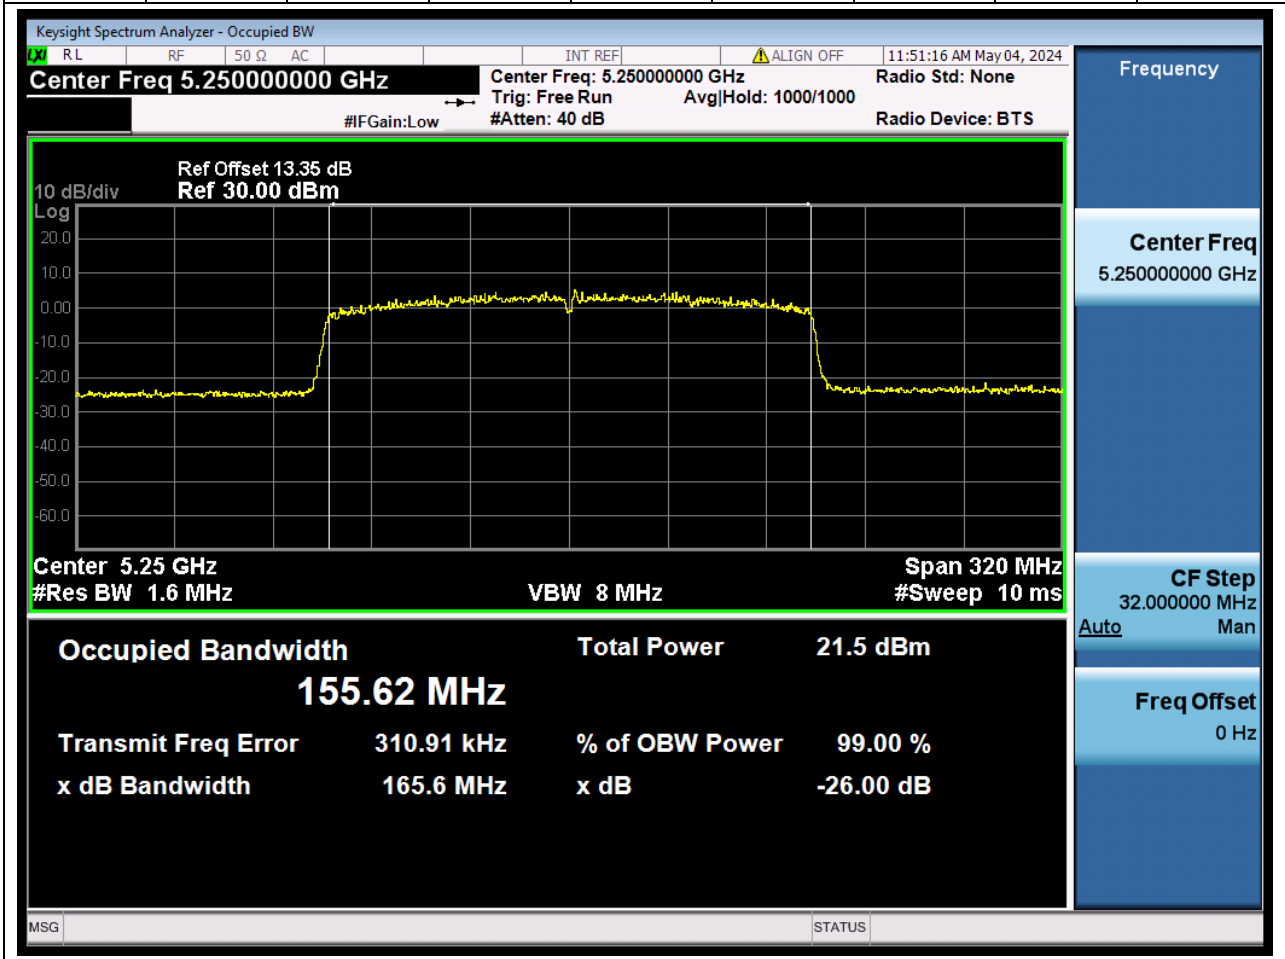 Keysight Spectrum Analyzer - Occupied BW
LXI RL RF 50 Ω AC INT REF ALIGN OFF 11:51:16 AM May 04, 2024
Center Freq 5.250000000 GHz
Center Freq: 5.250000000 GHz
Radio Std: None
Trig: Free Run Avg|Hold: 1000/1000
#IFGain:Low
#Atten: 40 dB
Radio Device: BTS
Ref Offset 13.35 dB
10 dB/div Ref 30.00 dBm
Log
20.0
10.0
0.00
-10.0
-20.0
-30.0
-40.0
-50.0
-60.0
Center 5.25 GHz Span 320 MHz
#Res BW 1.6 MHz VBW 8 MHz #Sweep 10 ms
Occupied Bandwidth Total Power 21.5 dBm
155.62 MHz
Transmit Freq Error 310.91 kHz % of OBW Power 99.00 %
x dB Bandwidth 165.6 MHz x dB -26.00 dB
Frequency
Center Freq
5.250000000 GHz
CF Step
32.000000 MHz
Auto Man
Freq Offset
0 Hz
MSG STATUS